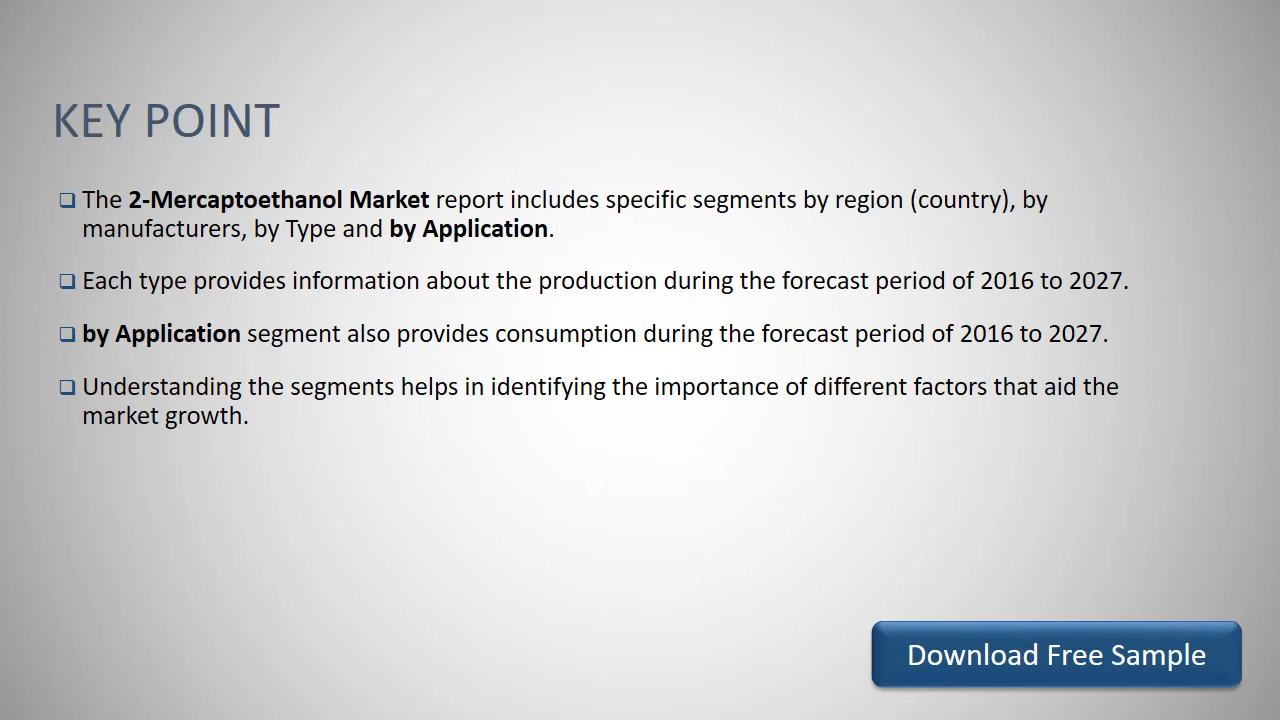 KEY POINT
The 2-Mercaptoethanol Market report includes specific segments by region (country), by
manufacturers, by Type and by Application.
Each type provides information about the production during the forecast period of 2016 to 2027.
by Application segment also provides consumption during the forecast period of 2016 to 2027.
Understanding the segments helps in identifying the importance of different factors that aid the
market growth.
Download Free Sample